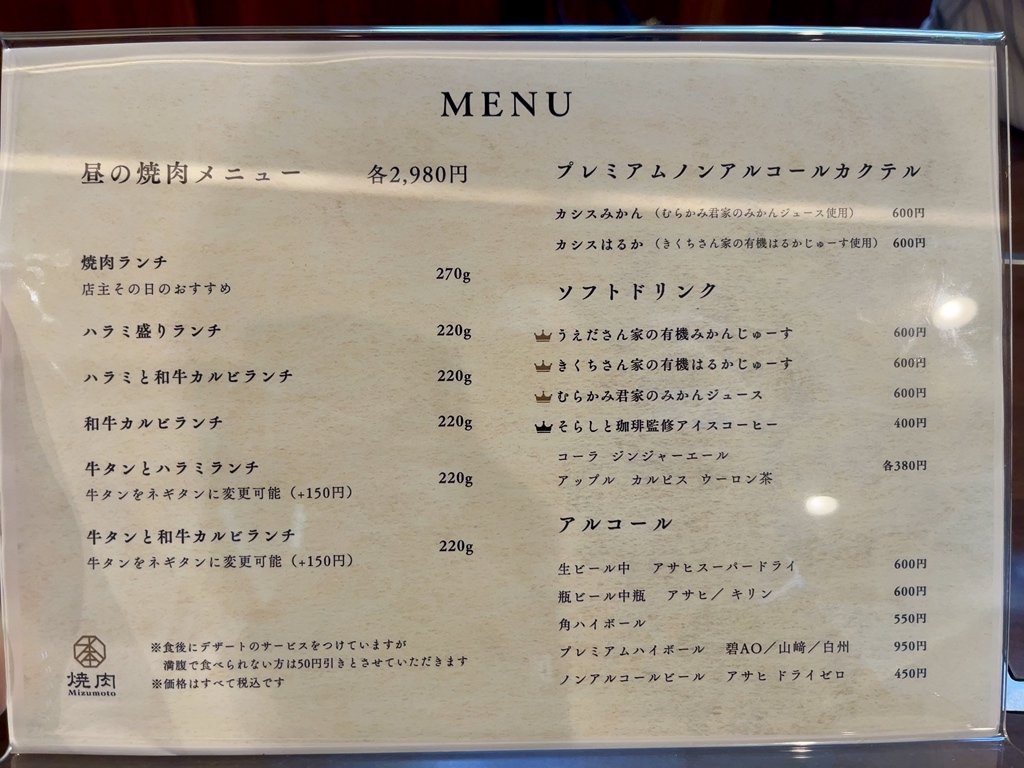 MENU
昼の焼肉メニュー 各2,980円
焼肉ランチ 270g
店主その日のおすすめ
ハラミ盛りランチ 220g
ハラミと和牛カルビランチ 220g
和牛カルビランチ 220g
牛タンとハラミランチ 220g
牛タンをネギタンに変更可能（+150円）
牛タンと和牛カルビランチ 220g
牛タンをネギタンに変更可能（+150円）
焼肉
Mizumoto
※食後にデザートのサービスをつけていますが
満腹で食べられない方は50円引きとさせていただきます
※価格はすべて税込です
プレミアムノンアルコールカクテル
カシスみかん（むらかみ君家のみかんジュース使用） 600円
カシスはるか（きくちさん家の有機はるかじゅーす使用） 600円
ソフトドリンク
うえださん家の有機みかんじゅーす 600円
きくちさん家の有機はるかじゅーす 600円
むらかみ君家のみかんジュース 600円
そらしと珈琲監修アイスコーヒー 400円
コーラ ジンジャーエール
アップル カルピス ウーロン茶 各380円
アルコール
生ビール中 アサヒスーパードライ 600円
瓶ビール中瓶 アサヒ／キリン 600円
角ハイボール 550円
プレミアムハイボール 碧AO／山﨑／白州 950円
ノンアルコールビール アサヒ ドライゼロ 450円